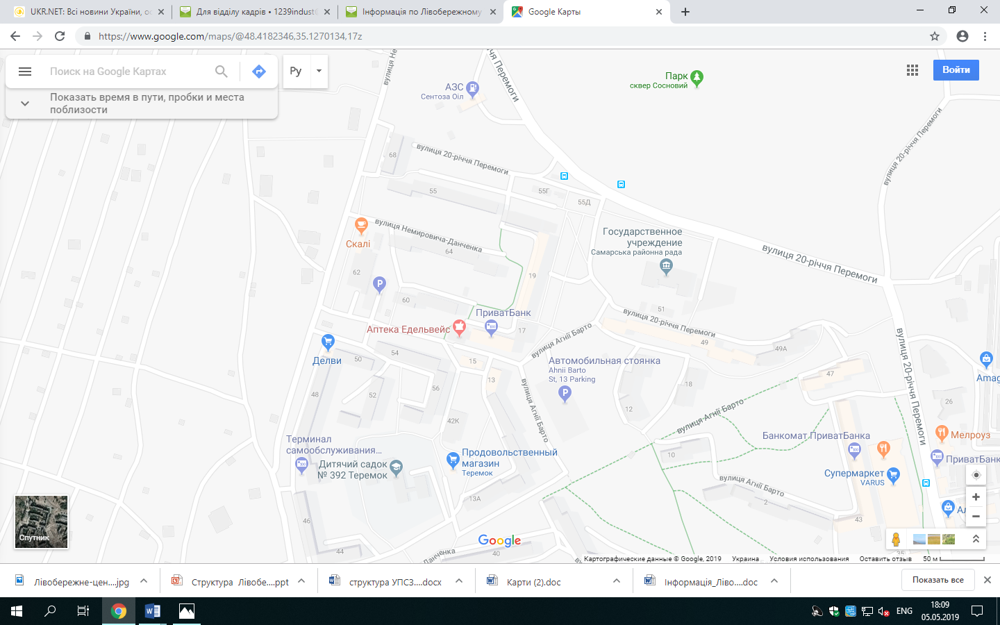 UKR.NET: Всі новини України, ос
Для відділу кадрів • 1239indust
Інформація по Лівобережному
Google Карты
https://www.google.com/maps/@48.4182346,35.1270134,17z
Поиск на Google Картах
Ру
Показать время в пути, пробки и места
поблизости
Войти
вулиця Немирс
вулиця 20-річчя Перемоги
АЗС
Сентоза Оіл
Парк
сквер Сосновий
вулиця 20-річчя Перемоги
68
вулиця 20-річчя Перемоги
55
55Г
55Д
Скалі
вулиця Немировича-Данченка
64
Государственное
учреждение
Самарська районна рада
вулиця 20-річчя Перемоги
62
19
60
ПриватБанк
Аптека Едельвейс
17
51
вулиця 20-річчя Перемоги
49
49А
вулиця Агнії Барто
Делви
50
54
15
Автомобильная стоянка
Ahnii Barto
St, 13 Parking
13
56
48
18
12
47
вулиця 20-річчя Перемоги
Amag
26
вулиця Агнії Барто
вулиця Агнії Барто
42К
Терминал
самообслуживания...
Дитячий садок
№ 392 Теремок
Продовольственный
магазин
Теремок
10
Банкомат ПриватБанка
Мелроуз
ПриватБанк
Супермаркет
VARUS
вулиця Агнії Барто
2
13А
43
46
44
40
Данченка
Ал
Спутник
Google
Картографические данные © Google, 2019
Украина
Условия использования
Оставить отзыв
50 м
Лівобережне-цен....jpg
Структура Лівобе....ppt
структура УПСЗ....docx
Карти (2).doc
Інформація_Ліво....doc
Показать все
ENG
18:09
05.05.2019